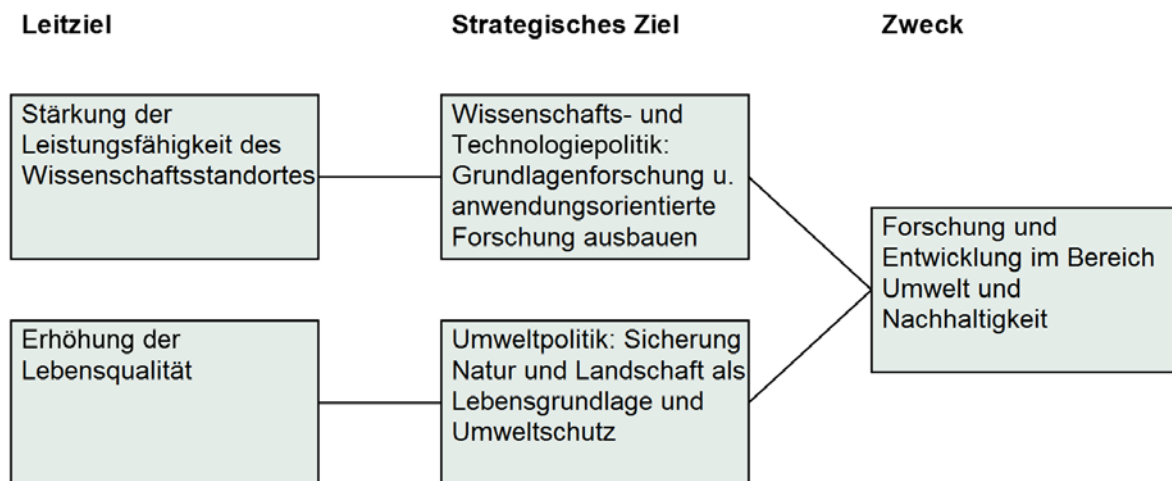 Leitziel
Strategisches Ziel
Zweck
Stärkung der
Leistungsfähigkeit des
Wissenschaftsstandortes
Wissenschafts- und
Technologiepolitik:
Grundlagenforschung u.
anwendungsorientierte
Forschung ausbauen
Forschung und
Entwicklung im Bereich
Umwelt und
Nachhaltigkeit
Erhöhung der
Lebensqualität
Umweltpolitik: Sicherung
Natur und Landschaft als
Lebensgrundlage und
Umweltschutz